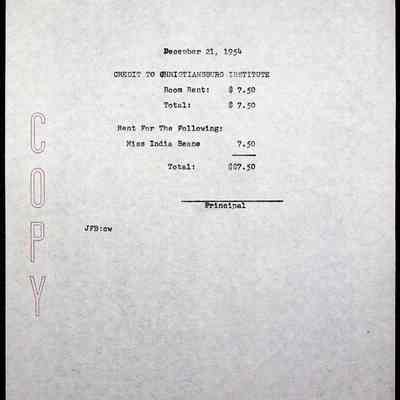 December 21, 1954
CREDIT TO CHRISTIANSBURG INSTITUTE
Room Rent: $ 7.50
Total: $ 7.50
Rent For The Following:
Miss India Beane 7.50
Total: $$7.50
Principal
JFB:cw
COPY